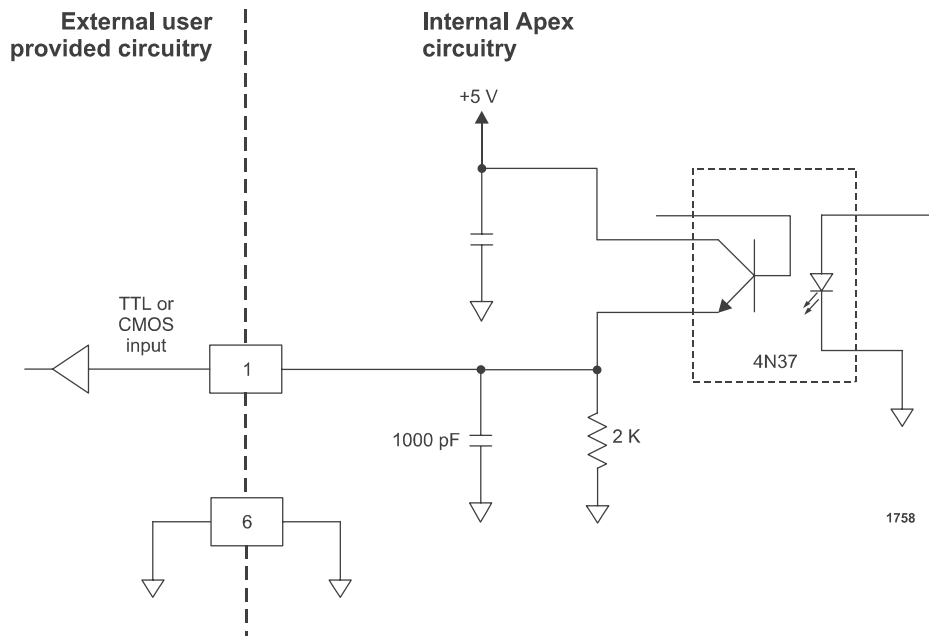 External user
provided circuitry
Internal Apex
circuitry
+5 V
TTL or
CMOS
input
1
4N37
1000 pF
2 K
6
1758